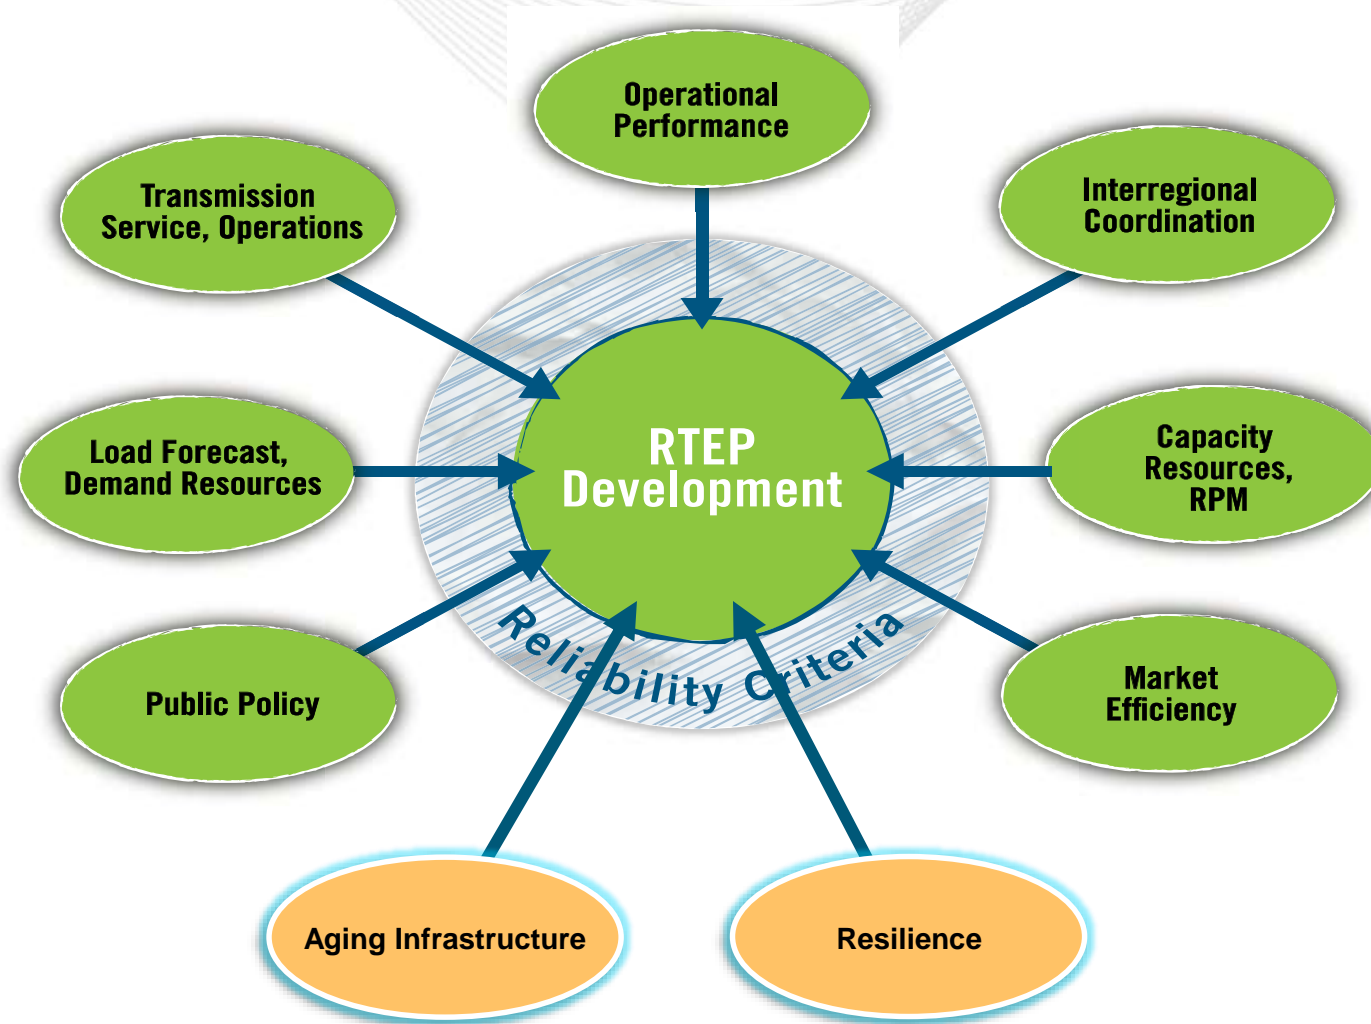 Operational
Performance
Transmission
Service, Operations
Interregional
Coordination
Load Forecast,
Demand Resources
RTEP
Development
Capacity
Resources,
RPM
Reliability Criteria
Public Policy
Market
Efficiency
Aging Infrastructure
Resilience